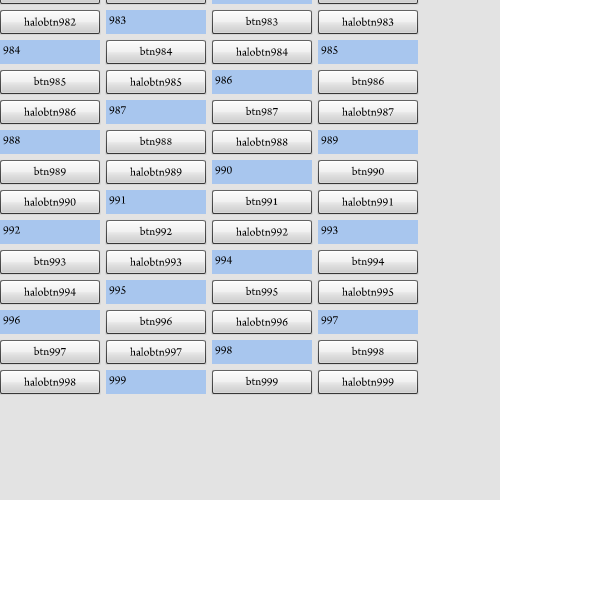 halobtn982 983 btn983 halobtn983
984 btn984 halobtn984 985
btn985 halobtn985 986 btn986
halobtn986 987 btn987 halobtn987
988 btn988 halobtn988 989
btn989 halobtn989 990 btn990
halobtn990 991 btn991 halobtn991
992 btn992 halobtn992 993
btn993 halobtn993 994 btn994
halobtn994 995 btn995 halobtn995
996 btn996 halobtn996 997
btn997 halobtn997 998 btn998
halobtn998 999 btn999 halobtn999